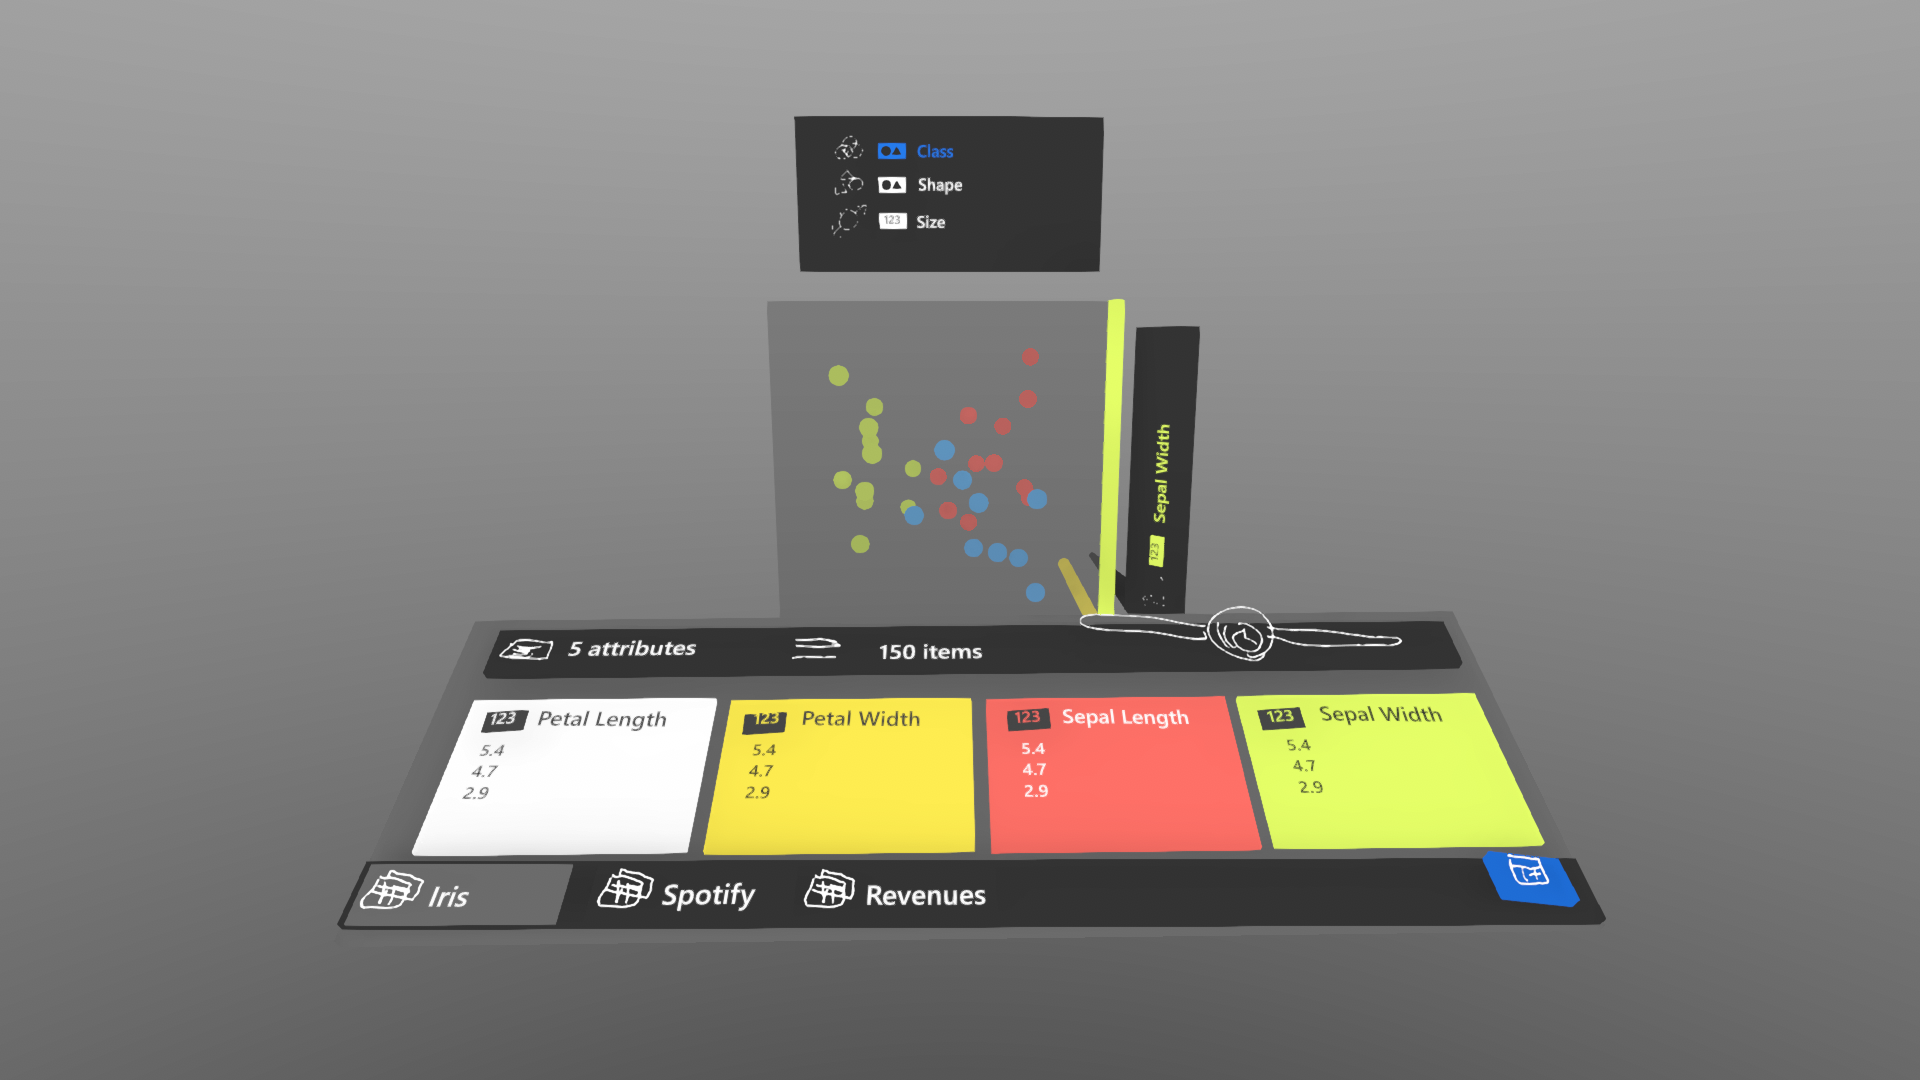 Class
Shape
123 Size
123 Sepal Width
5 attributes
150 items
123 Petal Length
5.4
4.7
2.9
123 Petal Width
5.4
4.7
2.9
123 Sepal Length
5.4
4.7
2.9
123 Sepal Width
5.4
4.7
2.9
Iris
Spotify
Revenues